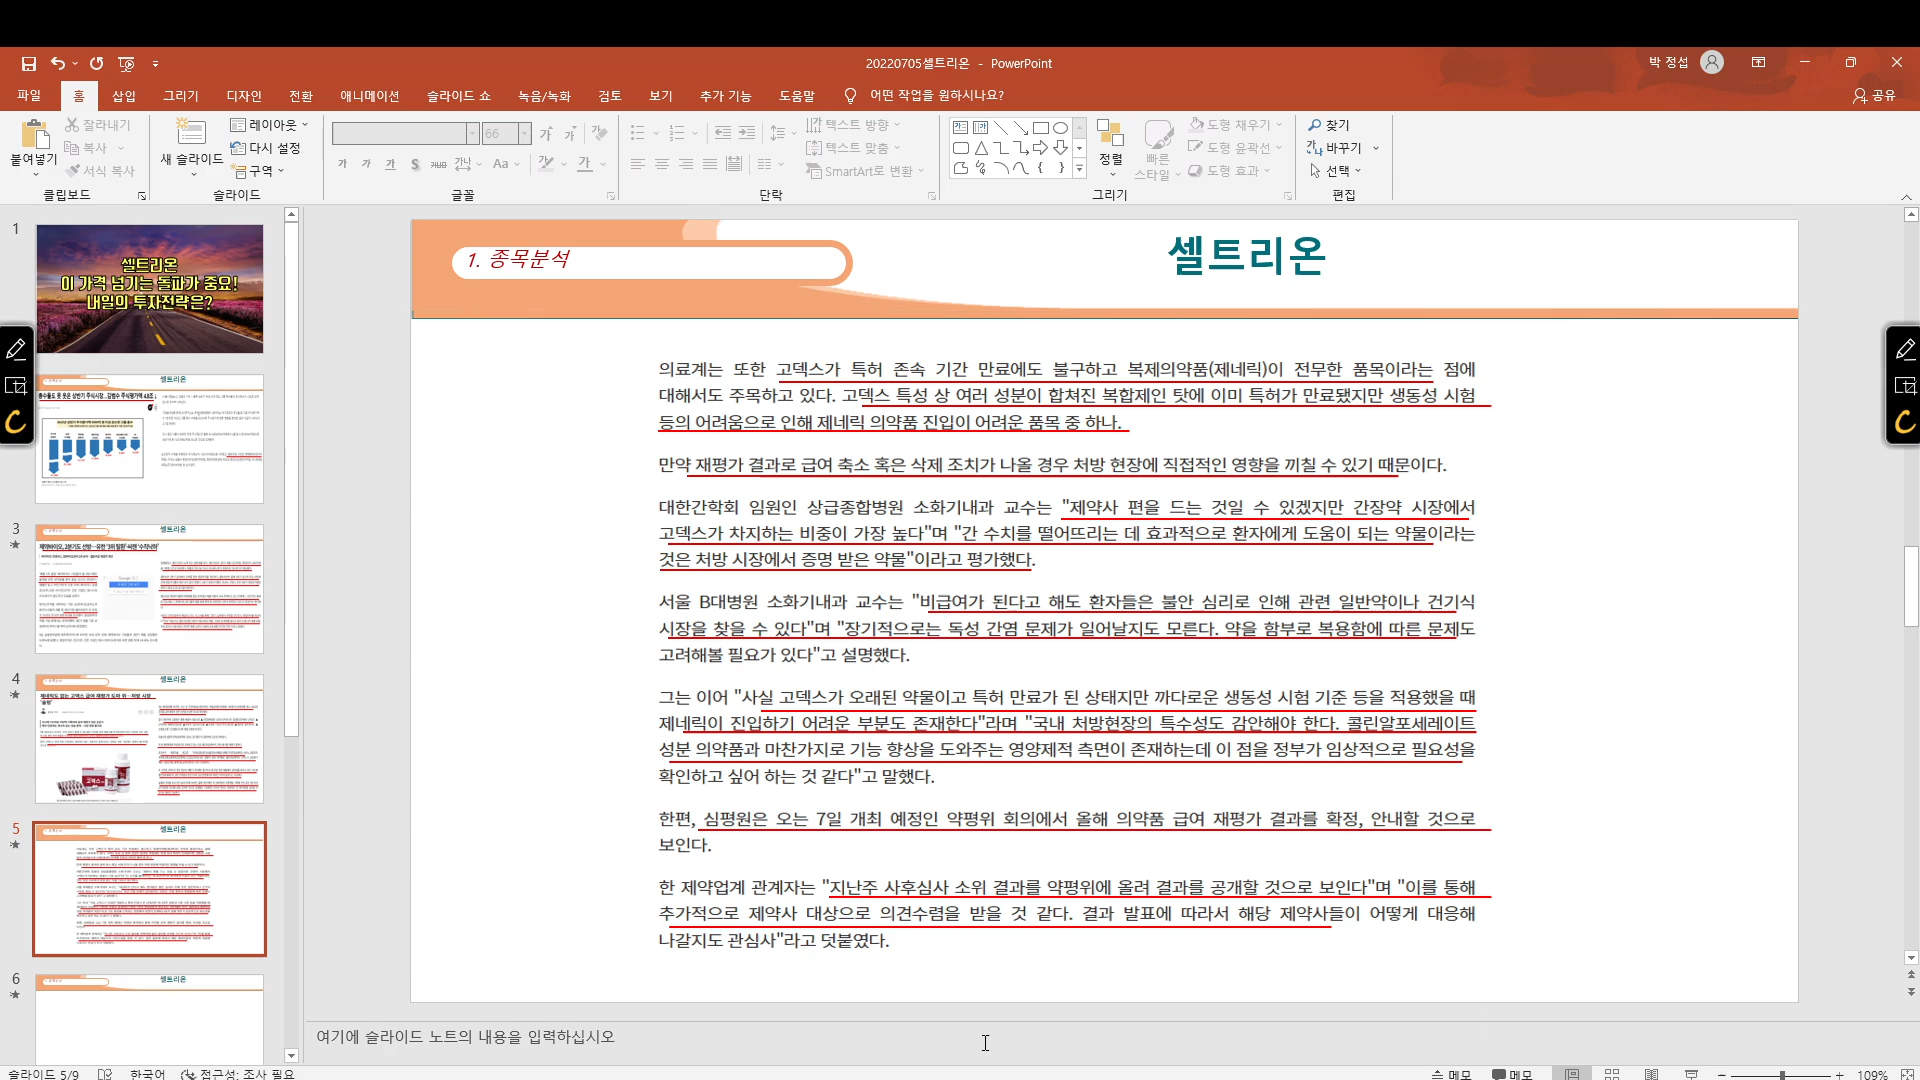 20220705셀트리온 - PowerPoint
박 정섭
파일 홈 삽입 그리기 디자인 전환 애니메이션 슬라이드 쇼 녹음/녹화 검토 보기 추가 기능 도움말 어떤 작업을 원하시나요? 공유
붙여넣기
잘라내기
복사
서식 복사
클립보드
새 슬라이드
레이아웃
다시 설정
구역
슬라이드
66
글꼴
텍스트 방향
텍스트 맞춤
SmartArt로 변환
단락
정렬
빠른 스타일
도형 채우기
도형 윤곽선
도형 효과
그리기
찾기
바꾸기
선택
편집
1
셀트리온
이 가격 넘기는 돌파가 중요!
내일의 투자전략은?
셀트리온
3
셀트리온
4
셀트리온
5
셀트리온
6
셀트리온
1. 종목분석
셀트리온
의료계는 또한 고덱스가 특허 존속 기간 만료에도 불구하고 복제의약품(제네릭)이 전무한 품목이라는 점에
대해서도 주목하고 있다. 고덱스 특성 상 여러 성분이 합쳐진 복합제인 탓에 이미 특허가 만료됐지만 생동성 시험
등의 어려움으로 인해 제네릭 의약품 진입이 어려운 품목 중 하나.
만약 재평가 결과로 급여 축소 혹은 삭제 조치가 나올 경우 처방 현장에 직접적인 영향을 끼칠 수 있기 때문이다.
대한간학회 임원인 상급종합병원 소화기내과 교수는 "제약사 편을 드는 것일 수 있겠지만 간장약 시장에서
고덱스가 차지하는 비중이 가장 높다"며 "간 수치를 떨어뜨리는 데 효과적으로 환자에게 도움이 되는 약물이라는
것은 처방 시장에서 증명 받은 약물"이라고 평가했다.
서울 B대병원 소화기내과 교수는 "비급여가 된다고 해도 환자들은 불안 심리로 인해 관련 일반약이나 건기식
시장을 찾을 수 있다"며 "장기적으로는 독성 간염 문제가 일어날지도 모른다. 약을 함부로 복용함에 따른 문제도
고려해볼 필요가 있다"고 설명했다.
그는 이어 "사실 고덱스가 오래된 약물이고 특허 만료가 된 상태지만 까다로운 생동성 시험 기준 등을 적용했을 때
제네릭이 진입하기 어려운 부분도 존재한다"라며 "국내 처방현장의 특수성도 감안해야 한다. 콜린알포세레이트
성분 의약품과 마찬가지로 기능 향상을 도와주는 영양제적 측면이 존재하는데 이 점을 정부가 임상적으로 필요성을
확인하고 싶어 하는 것 같다"고 말했다.
한편, 심평원은 오는 7일 개최 예정인 약평위 회의에서 올해 의약품 급여 재평가 결과를 확정, 안내할 것으로
보인다.
한 제약업계 관계자는 "지난주 사후심사 소위 결과를 약평위에 올려 결과를 공개할 것으로 보인다"며 "이를 통해
추가적으로 제약사 대상으로 의견수렴을 받을 것 같다. 결과 발표에 따라서 해당 제약사들이 어떻게 대응해
나갈지도 관심사"라고 덧붙였다.
여기에 슬라이드 노트의 내용을 입력하십시오
슬라이드 5/9 한국어 접근성: 조사 필요 메모 메모 109%